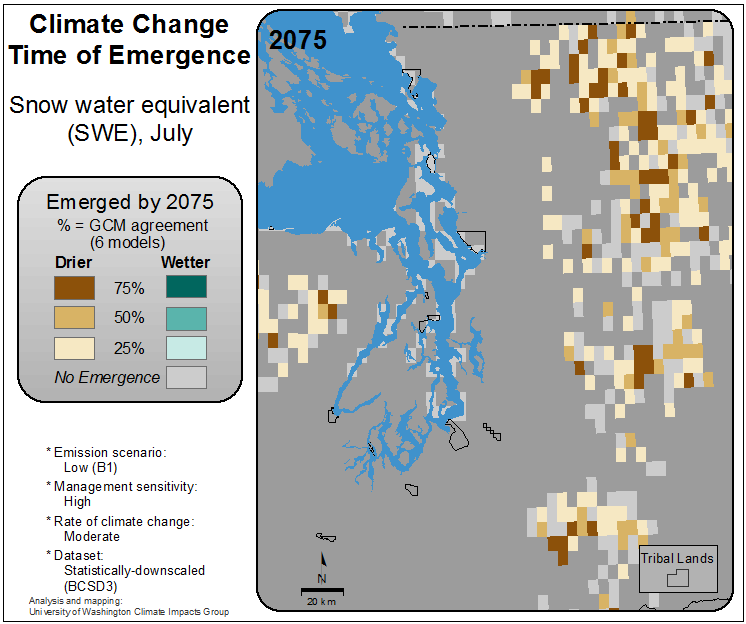 Climate Change
Time of Emergence
Snow water equivalent
(SWE), July
Emerged by 2075
% = GCM agreement
(6 models)
Drier Wetter
75%
50%
25%
No Emergence
* Emission scenario:
Low (B1)
* Management sensitivity:
High
* Rate of climate change:
Moderate
* Dataset:
Statistically-downscaled
(BCSD3)
Analysis and mapping:
University of Washington Climate Impacts Group
2075
N
20 km
Tribal Lands